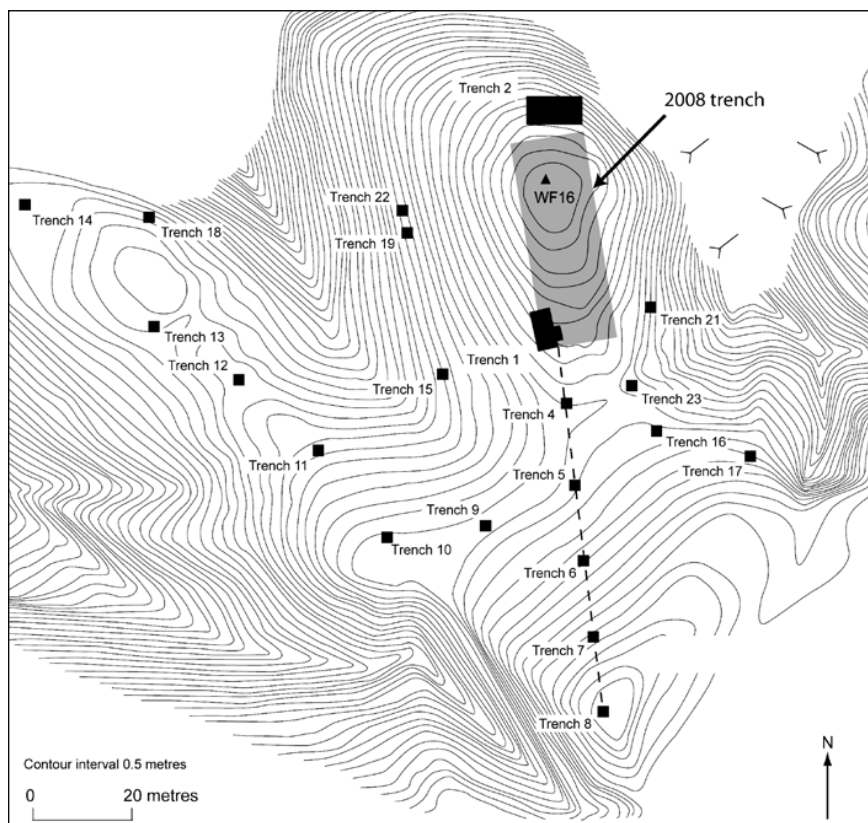 Trench 2
2008 trench
WF16
Trench 22
Trench 14
Trench 18
Trench 19
Trench 21
Trench 13
Trench 1
Trench 12
Trench 15
Trench 23
Trench 4
Trench 16
Trench 11
Trench 17
Trench 5
Trench 9
Trench 10
Trench 6
Trench 7
Trench 8
Contour interval 0.5 metres
N
0 20 metres